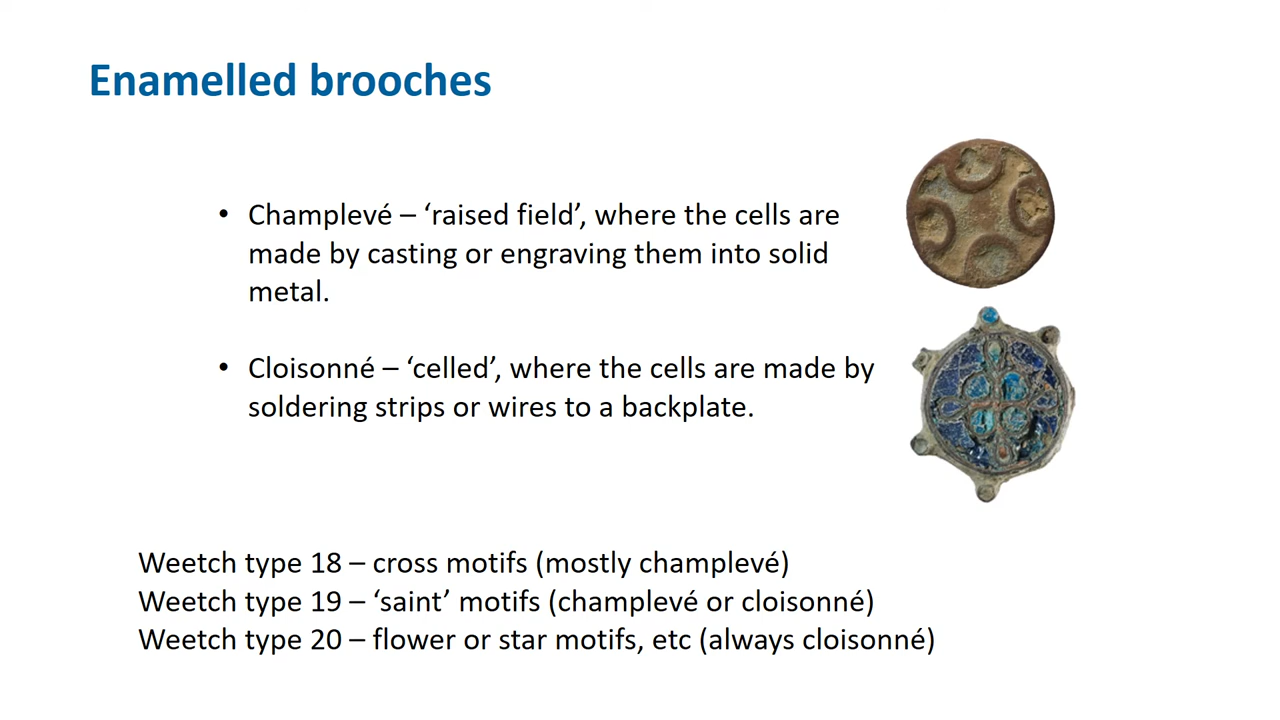 Enamelled brooches
• Champlevé – ‘raised field’, where the cells are
made by casting or engraving them into solid
metal.
• Cloisonné – ‘celled’, where the cells are made by
soldering strips or wires to a backplate.
Weetch type 18 – cross motifs (mostly champlevé)
Weetch type 19 – ‘saint’ motifs (champlevé or cloisonné)
Weetch type 20 – flower or star motifs, etc (always cloisonné)